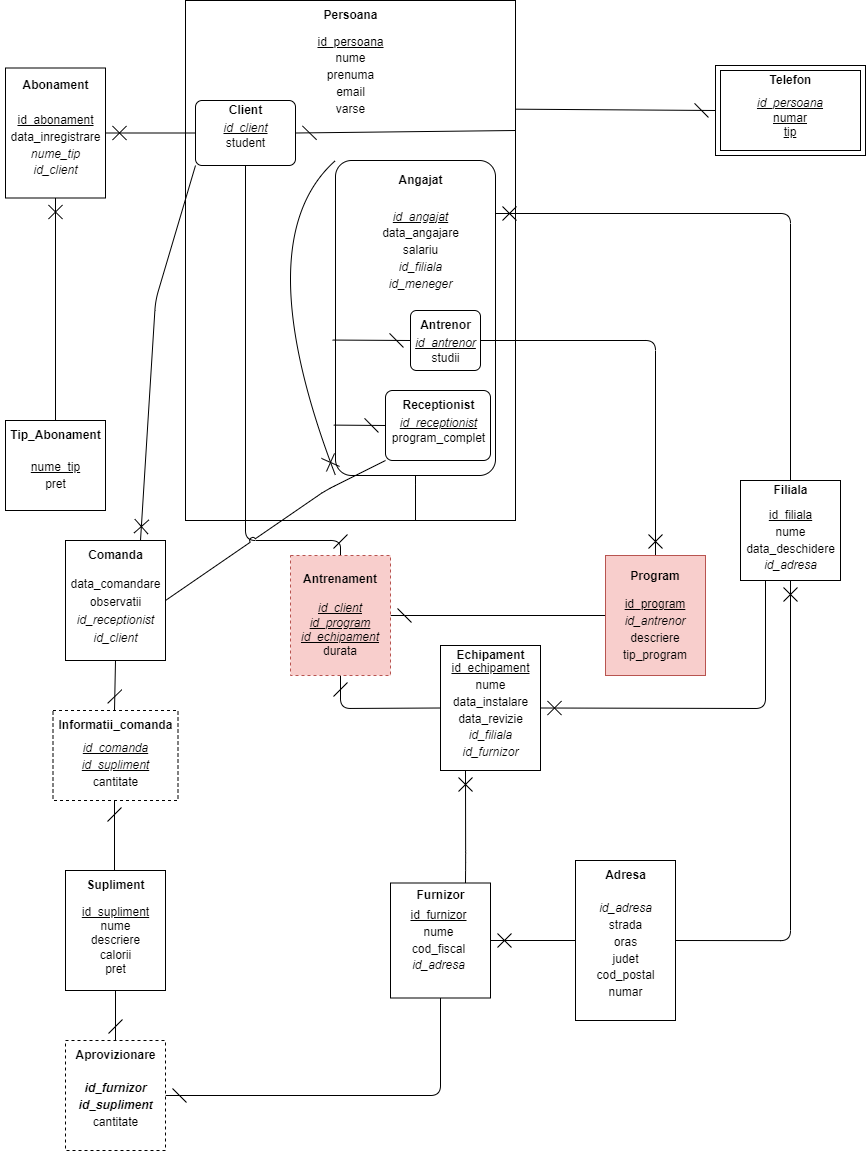 Persoana
id_persoana
nume
prenuma
email
varse
Abonament
id_abonament
data_inregistrare
nume_tip
id_client
Client
id_client
student
Telefon
id_persoana
numar
tip
Angajat
id_angajat
data_angajare
salariu
id_filiala
id_meneger
Antrenor
id_antrenor
studii
Receptionist
id_receptionist
program_complet
Tip_Abonament
nume_tip
pret
Filiala
id_filiala
nume
data_deschidere
id_adresa
Comanda
data_comandare
observatii
id_receptionist
id_client
Antrenament
id_client
id_program
id_echipament
durata
Program
id_program
id_antrenor
descriere
tip_program
Echipament
id_echipament
nume
data_instalare
data_revizie
id_filiala
id_furnizor
Informatii_comanda
id_comanda
id_supliment
cantitate
Supliment
id_supliment
nume
descriere
calorii
pret
Furnizor
id_furnizor
nume
cod_fiscal
id_adresa
Adresa
id_adresa
strada
oras
judet
cod_postal
numar
Aprovizionare
id_furnizor
id_supliment
cantitate